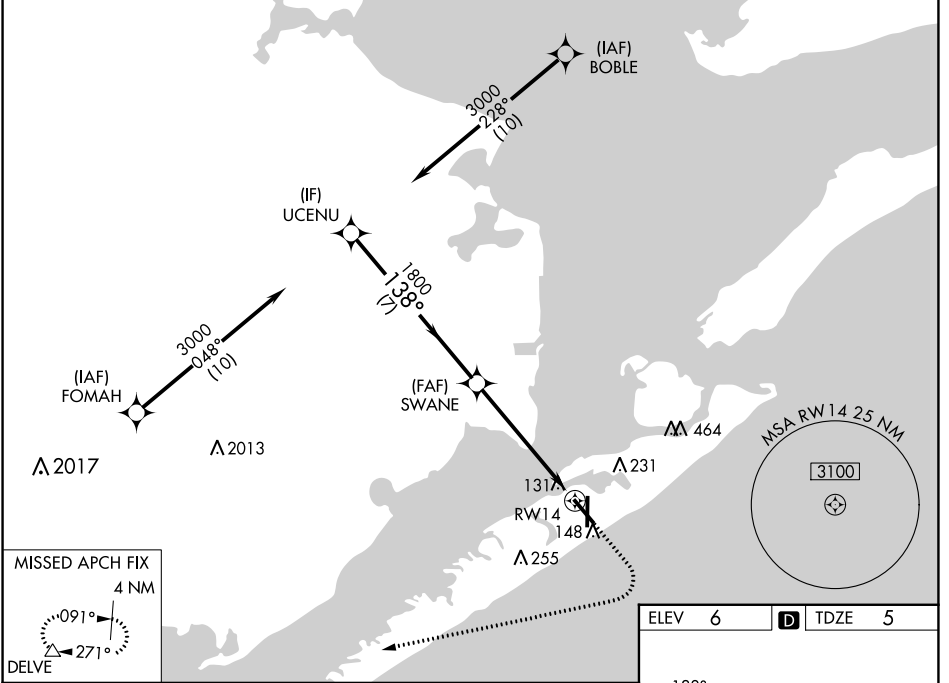 (IAF)
BOBLE
3000
228°
(10)
(IF)
UCENU
1800
138°
(7)
3000
048°
(10)
(IAF)
FOMAH
(FAF)
SWANE
2017
2013
464
231
131
RW14
148
255
MSA RW14 25 NM
3100
MISSED APCH FIX
4 NM
091°
271°
DELVE
ELEV 6 D TDZE 5